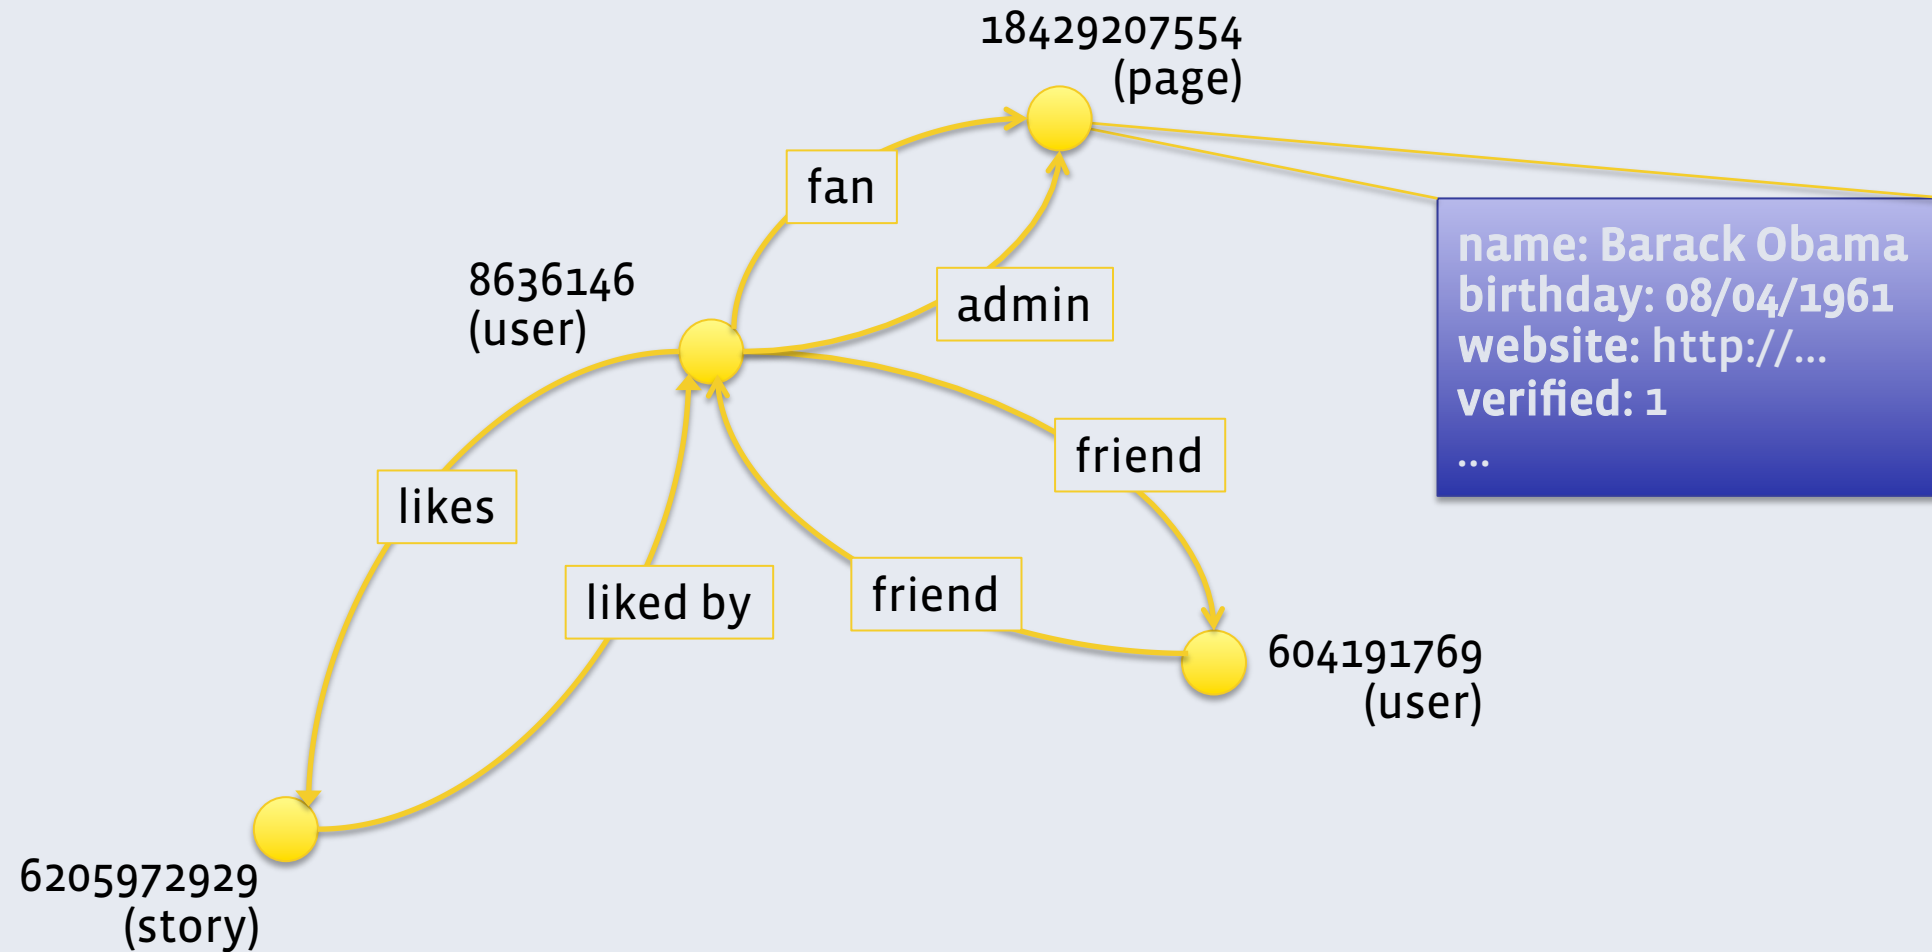 18429207554
(page)
fan
8636146
(user)
admin
name: Barack Obama
birthday: 08/04/1961
website: http://...
verified: 1
...
friend
likes
liked by
friend
604191769
(user)
6205972929
(story)